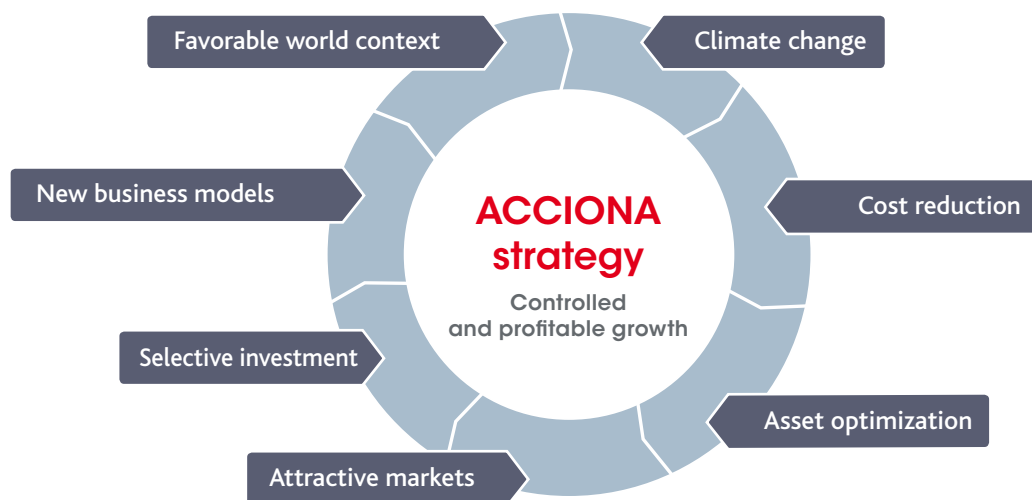 Favorable world context
Climate change
New business models
Cost reduction
ACCIONA
strategy
Controlled
and profitable growth
Selective investment
Asset optimization
Attractive markets